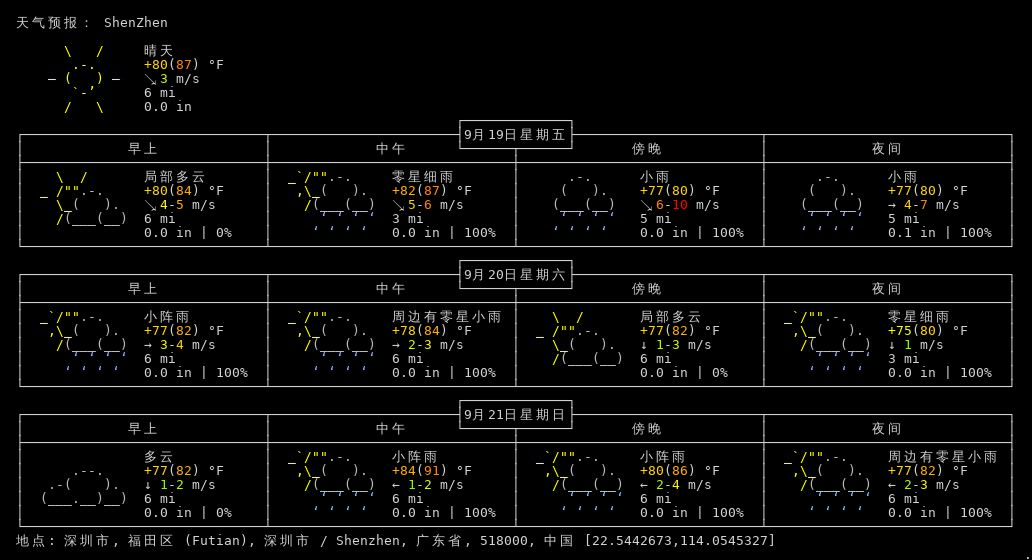 天气预报： ShenZhen
晴天
+80(87) °F
↘3 m/s
6 mi
0.0 in
9月19日星期五
早上 中午 傍晚 夜间
局部多云 零星细雨 小雨 小雨
+80(84) °F +82(87) °F +77(80) °F +77(80) °F
↘4-5 m/s ↘5-6 m/s ↘6-10 m/s → 4-7 m/s
6 mi 3 mi 5 mi 5 mi
0.0 in | 0% 0.0 in | 100% 0.0 in | 100% 0.1 in | 100%
9月20日星期六
早上 中午 傍晚 夜间
小阵雨 周边有零星小雨 局部多云 零星细雨
+77(82) °F +78(84) °F +77(82) °F +75(80) °F
→ 3-4 m/s → 2-3 m/s ↓ 1-3 m/s ↓ 1 m/s
6 mi 6 mi 6 mi 3 mi
0.0 in | 100% 0.0 in | 100% 0.0 in | 0% 0.0 in | 100%
9月21日星期日
早上 中午 傍晚 夜间
多云 小阵雨 小阵雨 周边有零星小雨
+77(82) °F +84(91) °F +80(86) °F +77(82) °F
↓ 1-2 m/s ← 1-2 m/s ← 2-4 m/s ← 2-3 m/s
6 mi 6 mi 6 mi 6 mi
0.0 in | 0% 0.0 in | 100% 0.0 in | 100% 0.0 in | 100%
地点: 深圳市, 福田区 (Futian), 深圳市 / Shenzhen, 广东省, 518000, 中国 [22.5442673,114.0545327]